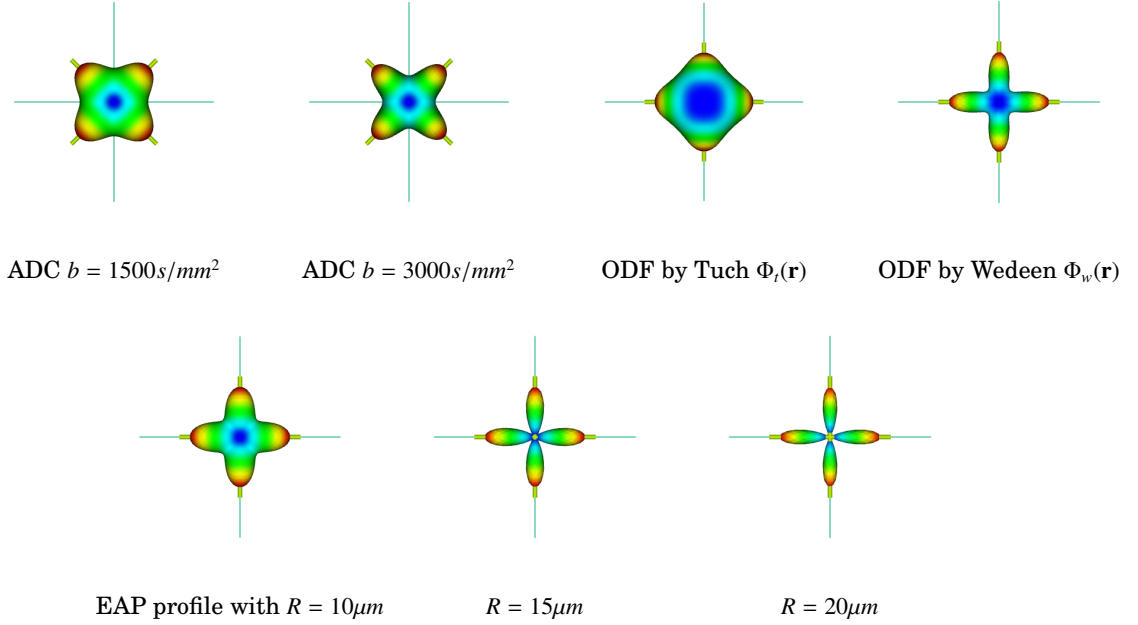 ADC b = 1500s/mm² ADC b = 3000s/mm² ODF by Tuch Φₜ(r) ODF by Wedeen Φ_w(r)
EAP profile with R = 10μm R = 15μm R = 20μm